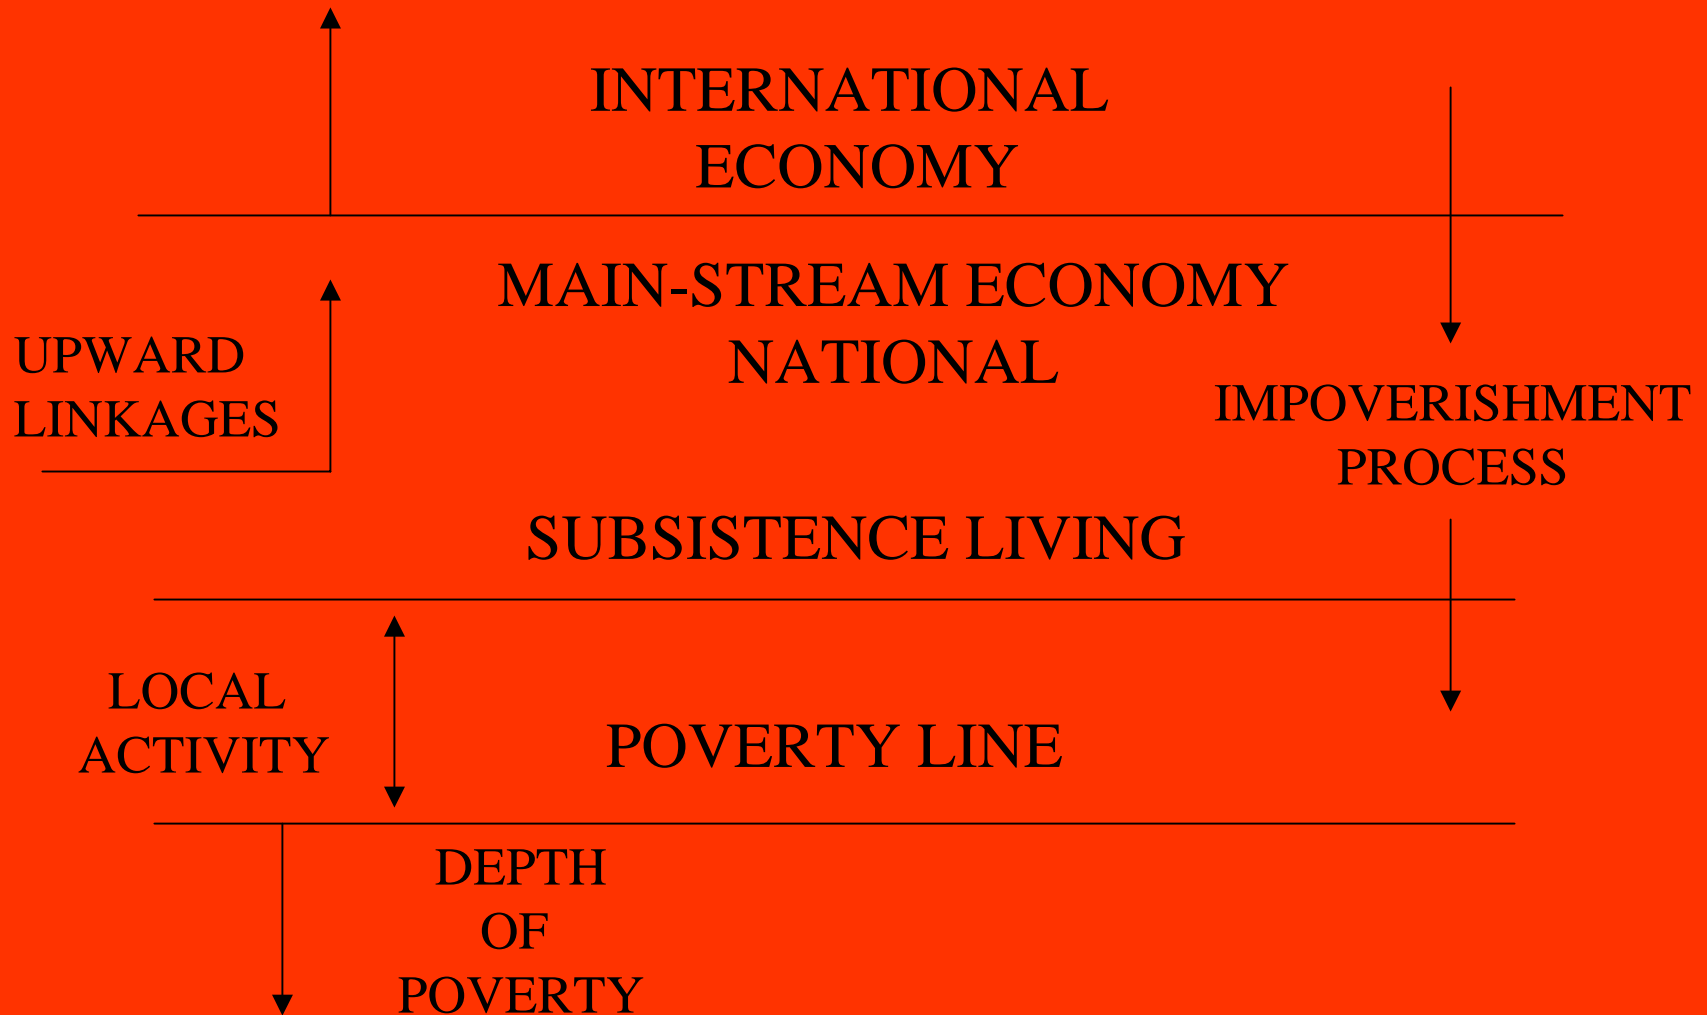 INTERNATIONAL
ECONOMY
MAIN-STREAM ECONOMY
NATIONAL
UPWARD
LINKAGES
IMPOVERISHMENT
PROCESS
SUBSISTENCE LIVING
LOCAL
ACTIVITY
POVERTY LINE
DEPTH
OF
POVERTY